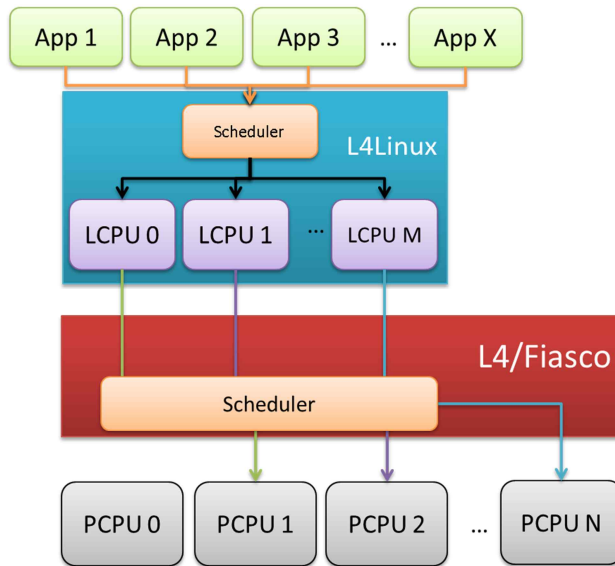 App 1 App 2 App 3 ... App X
Scheduler
L4Linux
LCPU 0 LCPU 1 ... LCPU M
L4/Fiasco
Scheduler
PCPU 0 PCPU 1 PCPU 2 ... PCPU N